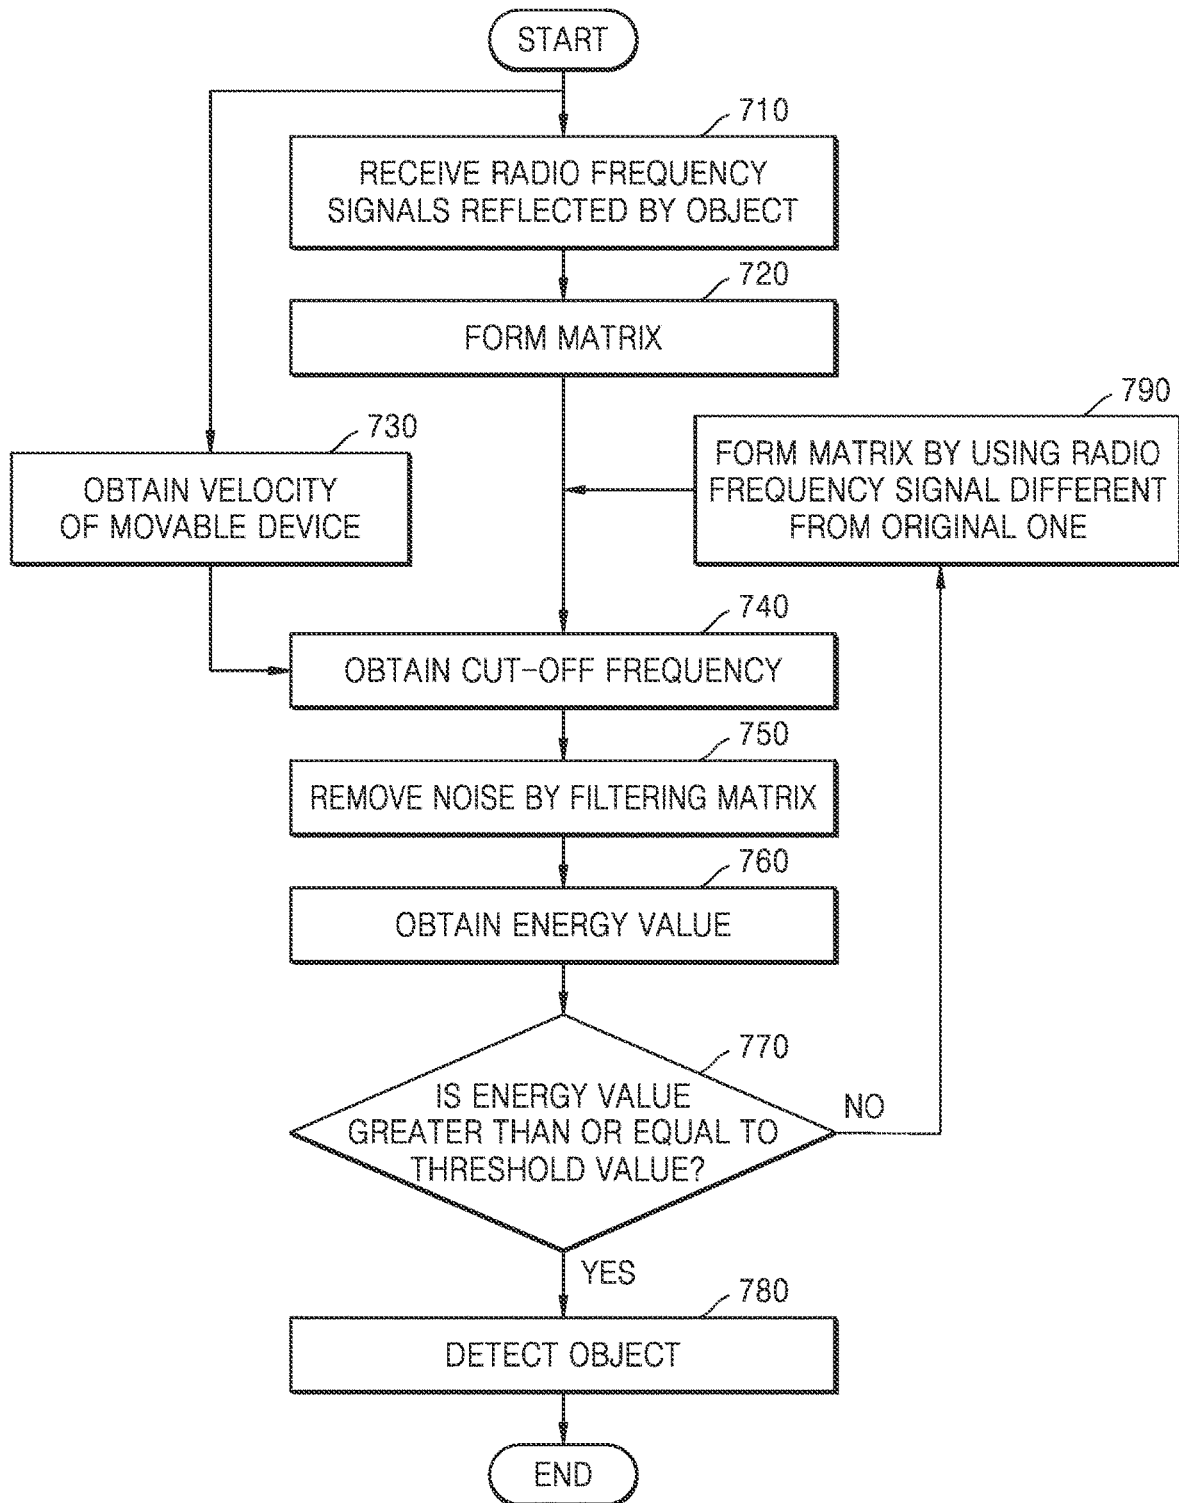 START
710
RECEIVE RADIO FREQUENCY
SIGNALS REFLECTED BY OBJECT
720
FORM MATRIX
730
OBTAIN VELOCITY
OF MOVABLE DEVICE
790
FORM MATRIX BY USING RADIO
FREQUENCY SIGNAL DIFFERENT
FROM ORIGINAL ONE
740
OBTAIN CUT-OFF FREQUENCY
750
REMOVE NOISE BY FILTERING MATRIX
760
OBTAIN ENERGY VALUE
770
IS ENERGY VALUE
GREATER THAN OR EQUAL TO
THRESHOLD VALUE?
NO
YES
780
DETECT OBJECT
END